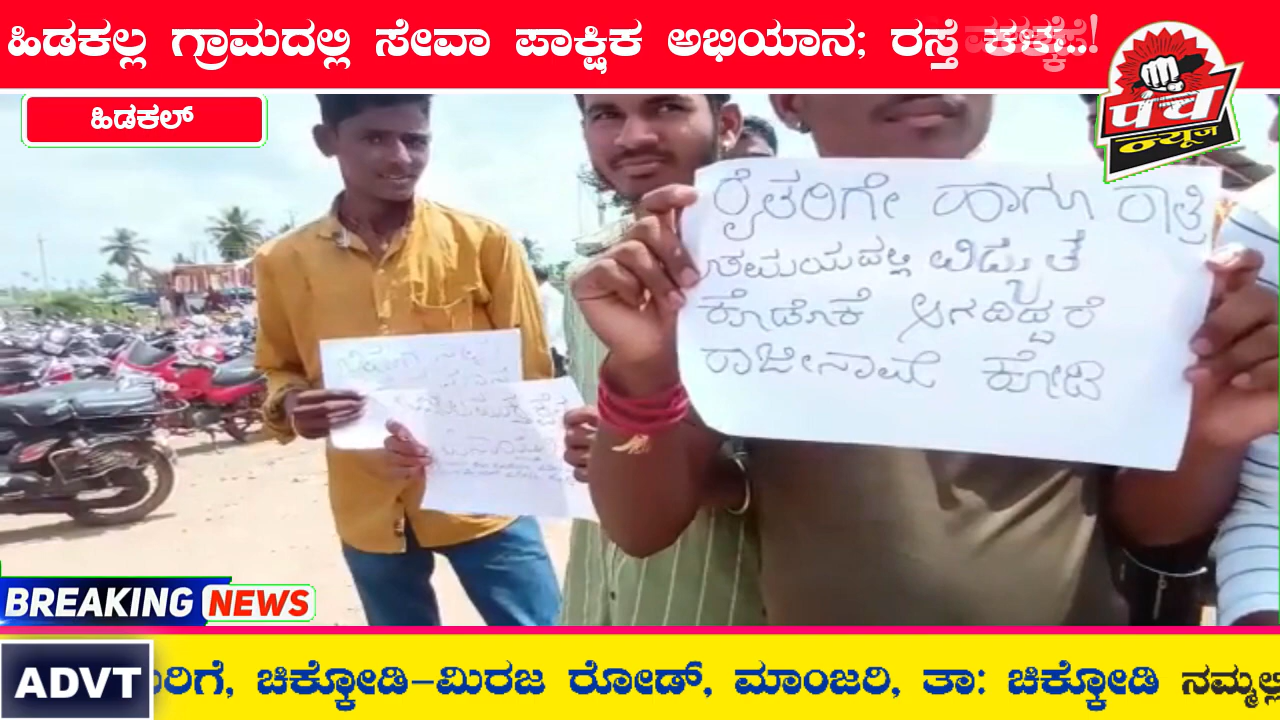 ಹಿಡಕಲ್ಲ ಗ್ರಾಮದಲ್ಲಿ ಸೇವಾ ಪಾಕ್ಷಿಕ ಅಭಿಯಾನ; ರಸ್ತೆ
ಹಿಡಕಲ್
पंच
न्यूज
ರೈತರಿಗೇ ಹಾಗೂ ರಾತ್ರಿ
ಸಮಯದಲ್ಲಿ ವಿದ್ಯುತ
ಕೊಡೊಕೆ ಆಗದಿದ್ದರೆ
ರಾಜೀನಾಮೆ ಕೋಡಿ
BREAKING NEWS
ADVT ರಿಗೆ, ಚಿಕ್ಕೋಡಿ-ಮಿರಜ ರೋಡ್, ಮಾಂಜರಿ, ತಾ: ಚಿಕ್ಕೋಡಿ ನಮ್ಮಲ್ಲಿ